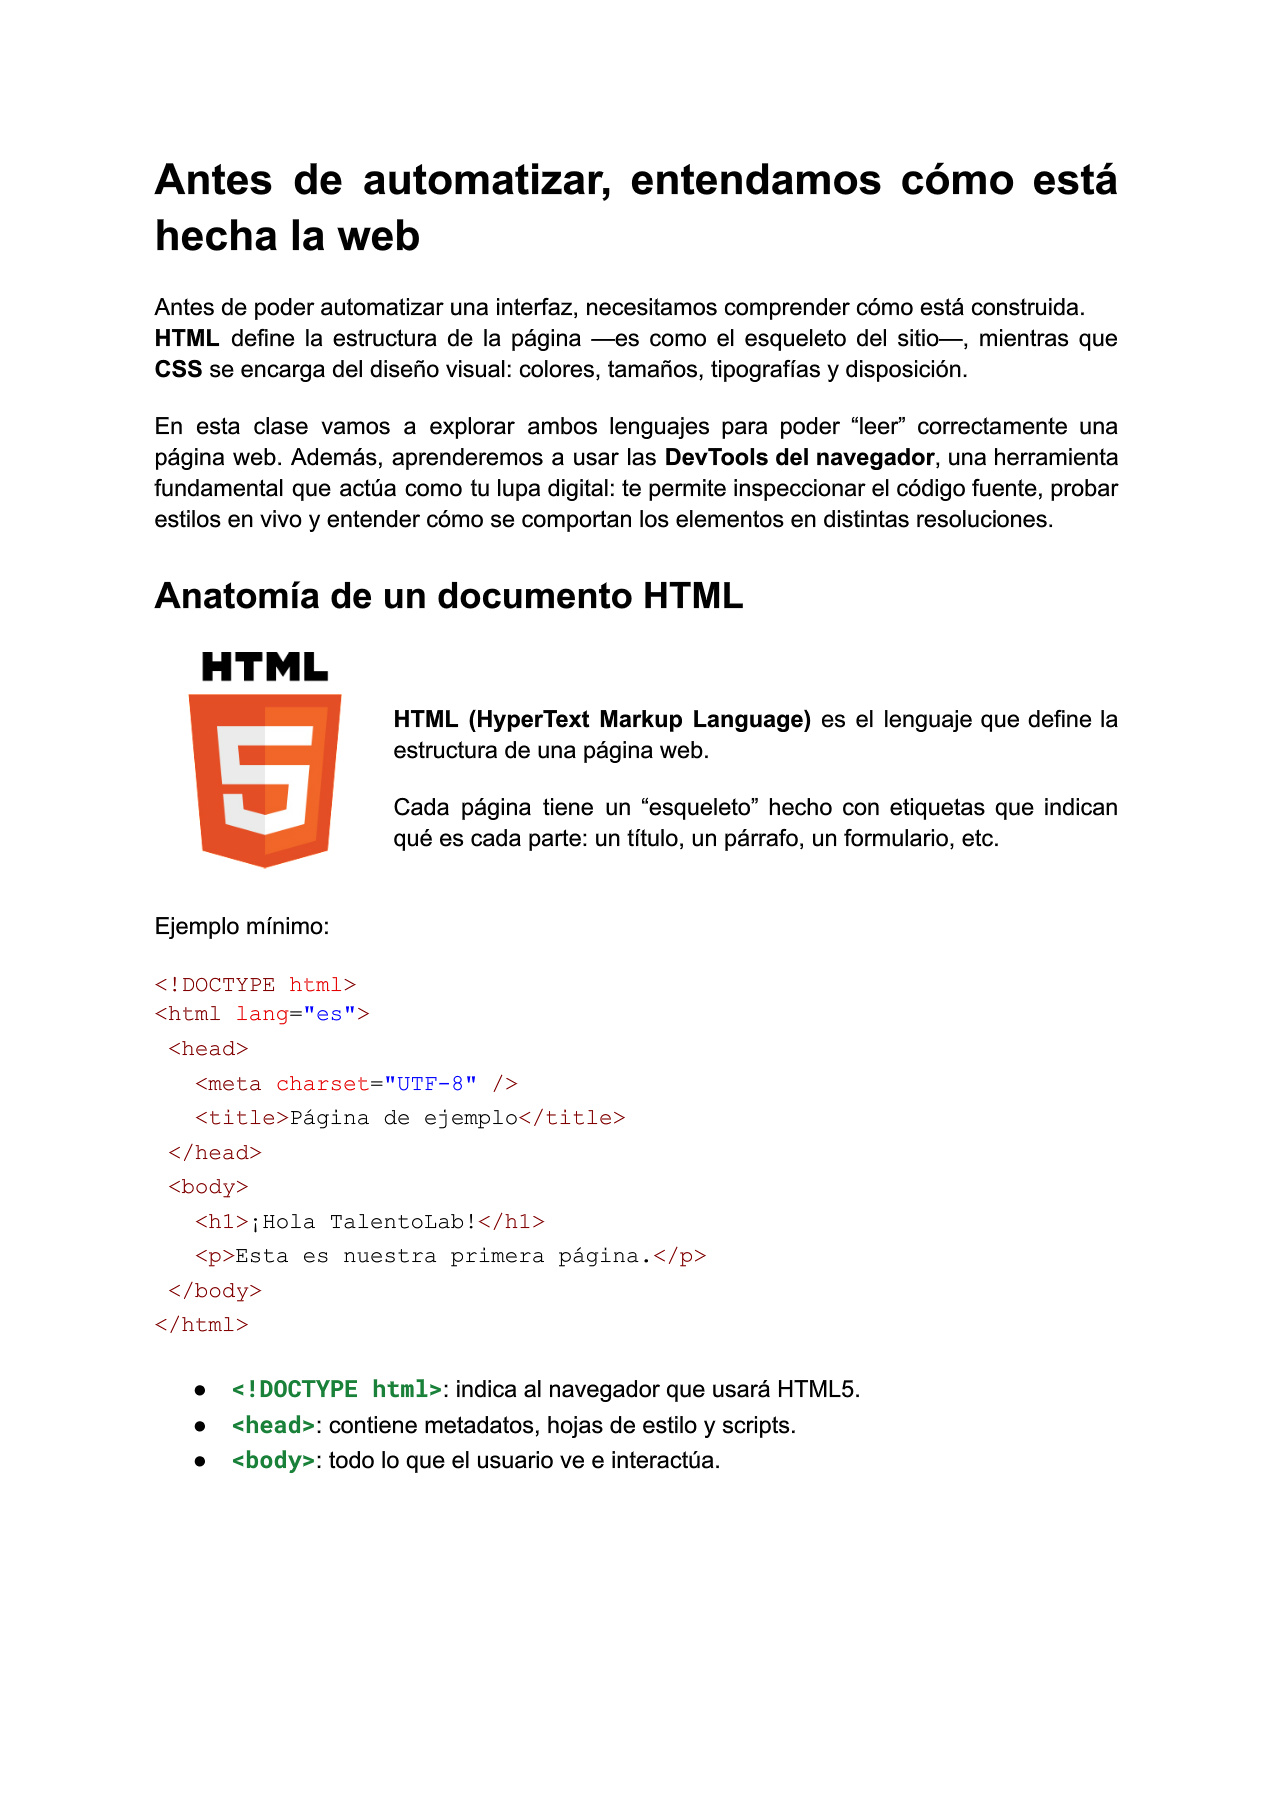 Antes de automatizar, entendamos cómo está
hecha la web
Antes de poder automatizar una interfaz, necesitamos comprender cómo está construida.
HTML define la estructura de la página —es como el esqueleto del sitio—, mientras que
CSS se encarga del diseño visual: colores, tamaños, tipografías y disposición.
En esta clase vamos a explorar ambos lenguajes para poder “leer” correctamente una
página web. Además, aprenderemos a usar las DevTools del navegador, una herramienta
fundamental que actúa como tu lupa digital: te permite inspeccionar el código fuente, probar
estilos en vivo y entender cómo se comportan los elementos en distintas resoluciones.
Anatomía de un documento HTML
HTML
5
HTML (HyperText Markup Language) es el lenguaje que define la
estructura de una página web.
Cada página tiene un “esqueleto” hecho con etiquetas que indican
qué es cada parte: un título, un párrafo, un formulario, etc.
Ejemplo mínimo:
<!DOCTYPE html>
<html lang="es">
 <head>
   <meta charset="UTF-8" />
   <title>Página de ejemplo</title>
 </head>
 <body>
   <h1>¡Hola TalentoLab!</h1>
   <p>Esta es nuestra primera página.</p>
 </body>
</html>
● <!DOCTYPE html>: indica al navegador que usará HTML5.
● <head>: contiene metadatos, hojas de estilo y scripts.
● <body>: todo lo que el usuario ve e interactúa.